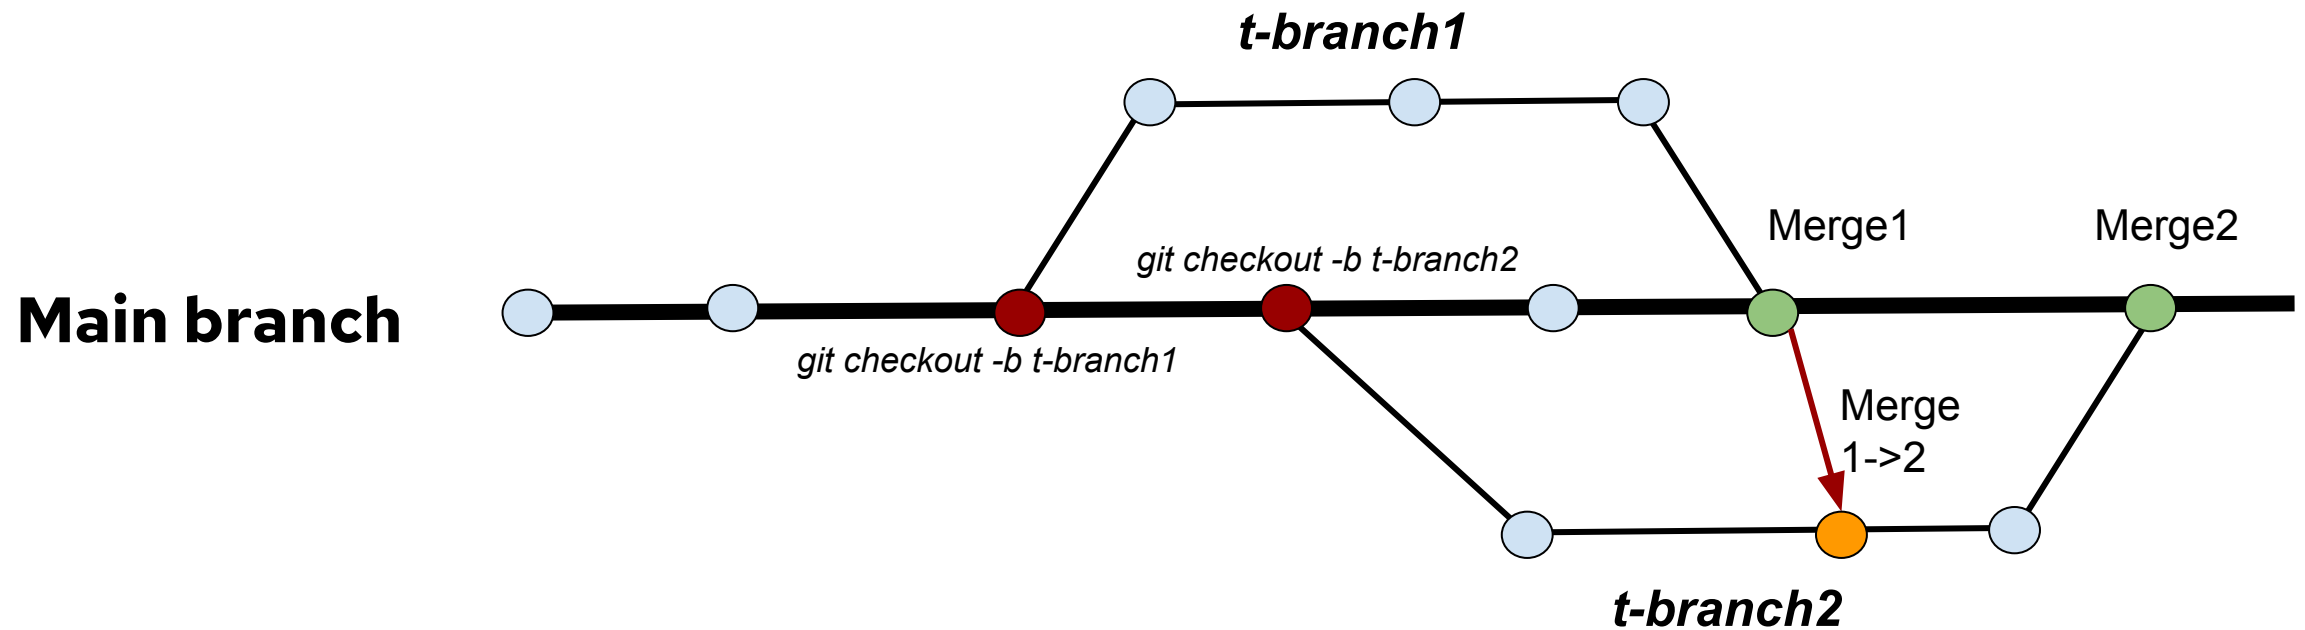 t-branch1
Merge1
Merge2
git checkout -b t-branch2
Main branch
git checkout -b t-branch1
Merge
1->2
t-branch2